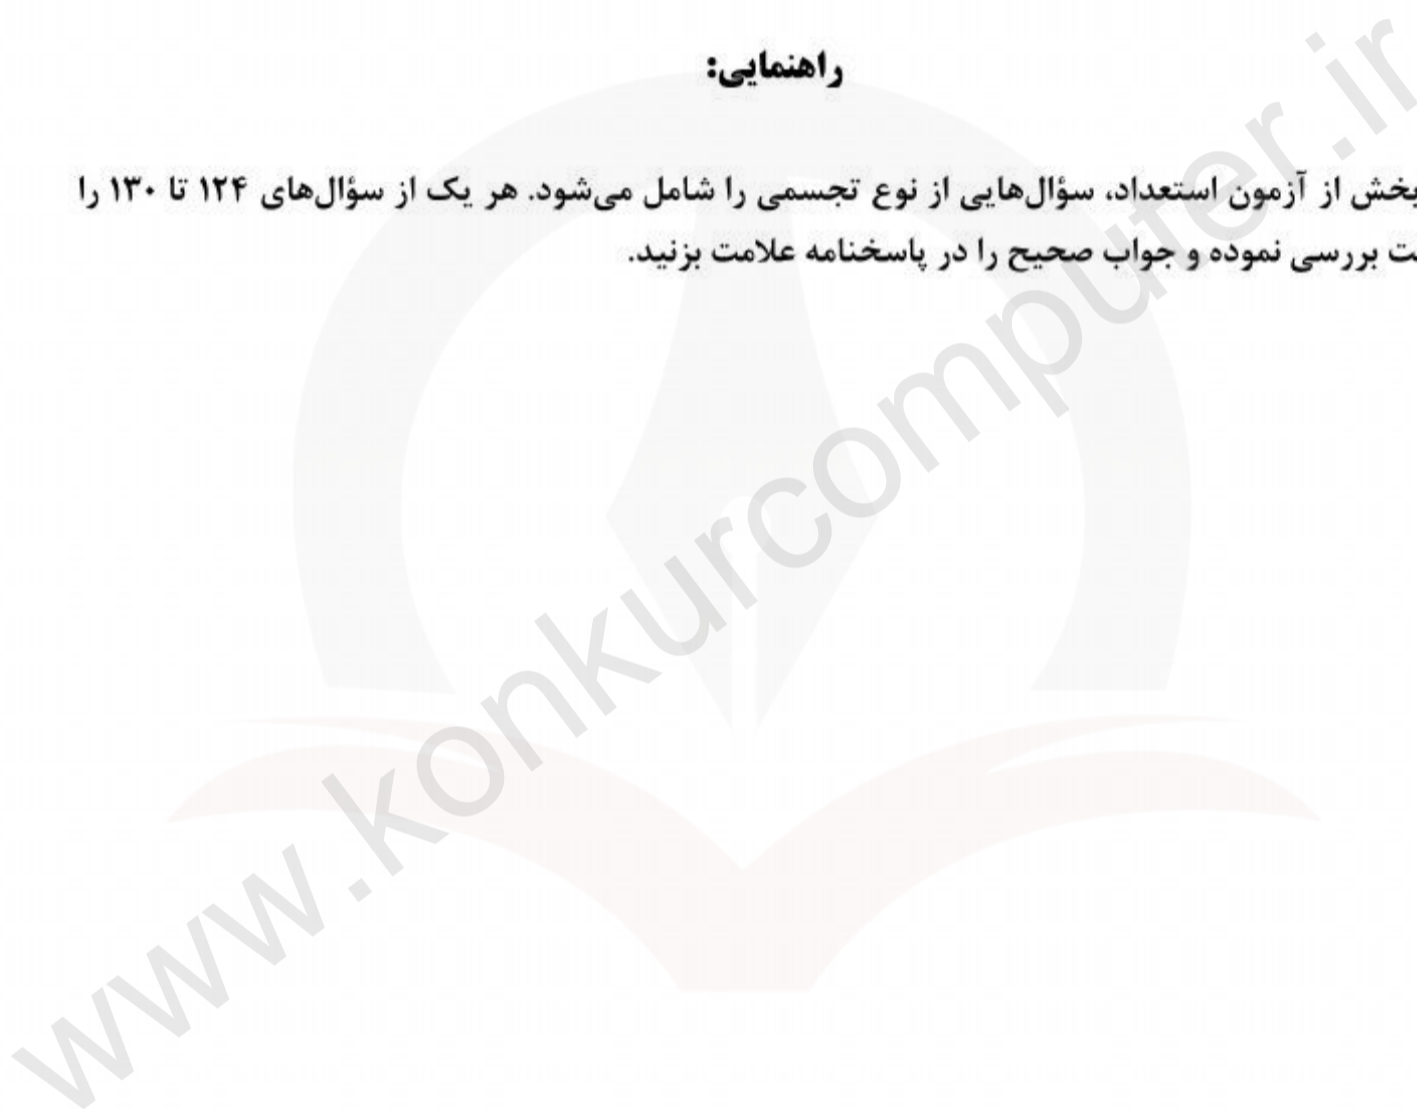 راهنمایی:
بخش از آزمون استعداد، سؤال‌هایی از نوع تجسمی را شامل می‌شود. هر یک از سؤال‌های ۱۲۴ تا ۱۳۰ را
بررسی نموده و جواب صحیح را در پاسخنامه علامت بزنید.
www.konkurcomputer.ir